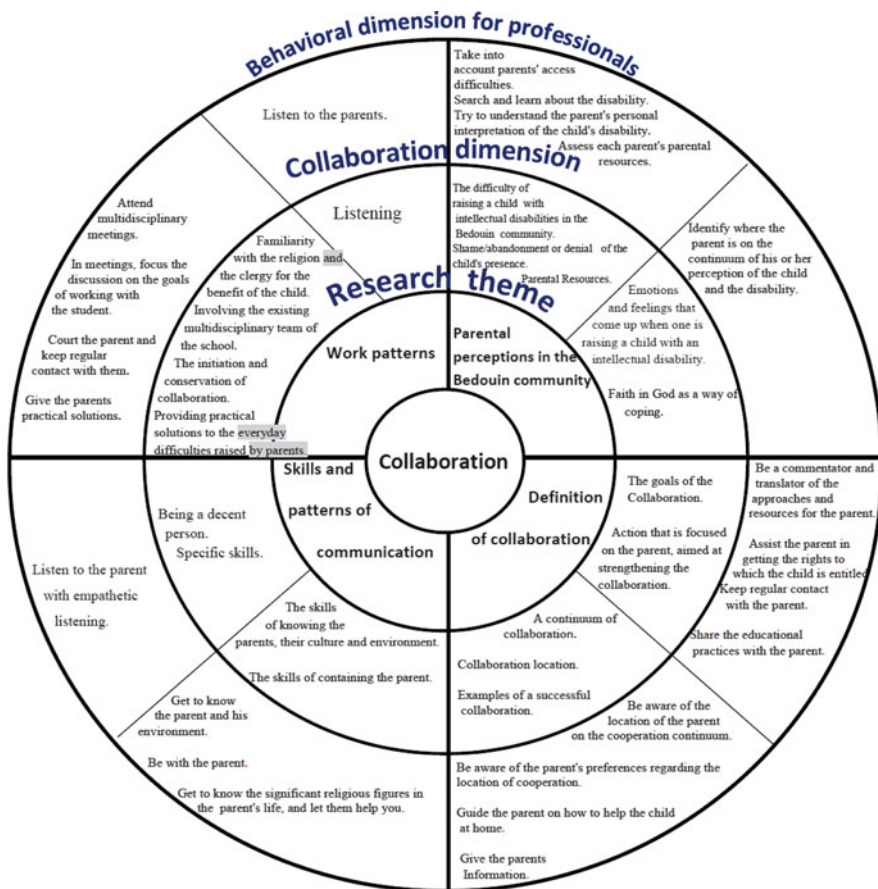 Behavioral dimension for professionals
Take into
account parents' access
difficulties.
Search and learn about the disability.
Try to understand the parent's personal
interpretation of the child's disability.
Assess each parent's parental
resources.
Listen to the parents.
Collaboration dimension
Listening
The difficulty of
raising a child with
intellectual disabilities in the
Bedouin community.
Shame/abandonment or denial of the
child's presence.
Parental Resources.
Identify where the
parent is on the
continuum of his or her
perception of the child
and the disability.
Emotions
and feelings that
come up when one is
raising a child with an
intellectual disability.
Faith in God as a way of
coping.
Attend
multidisciplinary
meetings.
In meetings, focus the
discussion on the goals
of working with
the student.
Court the parent and
keep regular
contact with them.
Give the parents
practical solutions.
Familiarity
with the religion and
the clergy for the
benefit of the child.
Involving the existing
multidisciplinary team of
the school.
The initiation and
conservation of
collaboration.
Providing practical
solutions to the everyday
difficulties raised by parents.
Research theme
Work patterns
Parental
perceptions in the
Bedouin community
Collaboration
Skills and
patterns of
communication
Definition
of collaboration
Being a decent
person.
Specific skills.
Listen to the parent
with empathetic
listening.
The skills
of knowing the
parents, their culture and environment.
The skills of containing the parent.
Get to know
the parent and his
environment.
Be with the parent.
Get to know the significant religious figures in
the parent's life, and let them help you.
The goals of
the Collaboration.
Action that is focused
on the parent, aimed at
strengthening the
collaboration.
Be a commentator and
translator of the
approaches and
resources for the parent.
Assist the parent in
getting the rights to
which the child is entitled
Keep regular contact
with the parent.
Share the educational
practices with the parent.
A continuum of
collaboration.
Collaboration location.
Examples of a successful
collaboration.
Be aware of the
location of the parent
on the cooperation continuum.
Be aware of the parent's preferences regarding the
location of cooperation.
Guide the parent on how to help the child
at home.
Give the parents
Information.